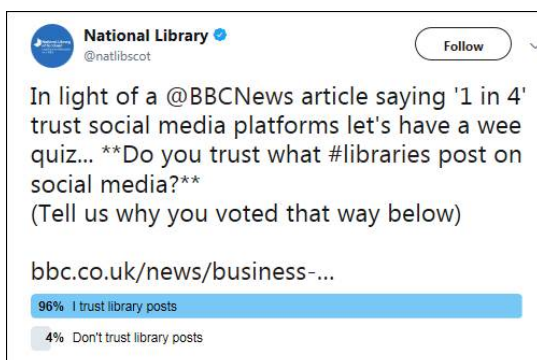 National Library
@natlibscot
Follow
In light of a @BBCNews article saying '1 in 4'
trust social media platforms let's have a wee
quiz... **Do you trust what #libraries post on
social media?**
(Tell us why you voted that way below)
bbc.co.uk/news/business-...
96% I trust library posts
4% Don't trust library posts